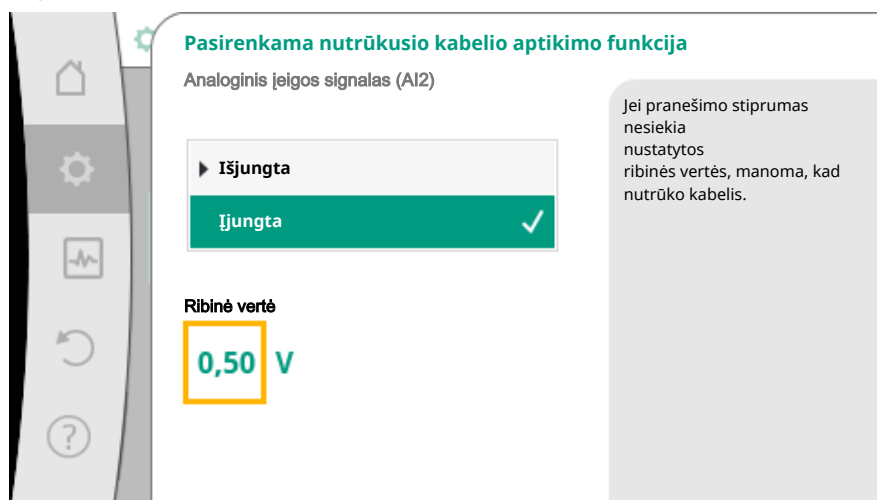 Pasirenkama nutrūkusio kabelio aptikimo funkcija
Analoginis įeigos signalas (AI2)
Jei pranešimo stiprumas
nesiekia
nustatytos
ribinės vertės, manoma, kad
nutrūko kabelis.
Išjungta
Įjungta
Ribinė vertė
0,50 V